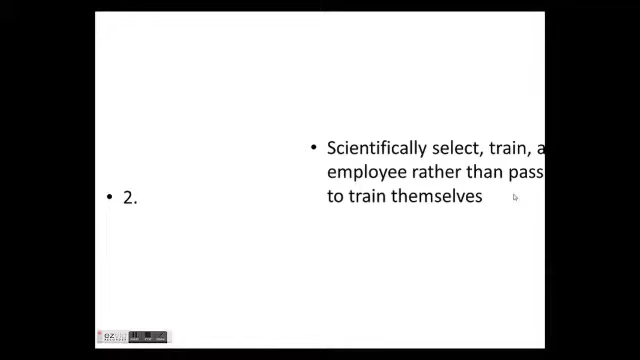 • Scientifically select, train, a
employee rather than pass
• 2.
to train themselves